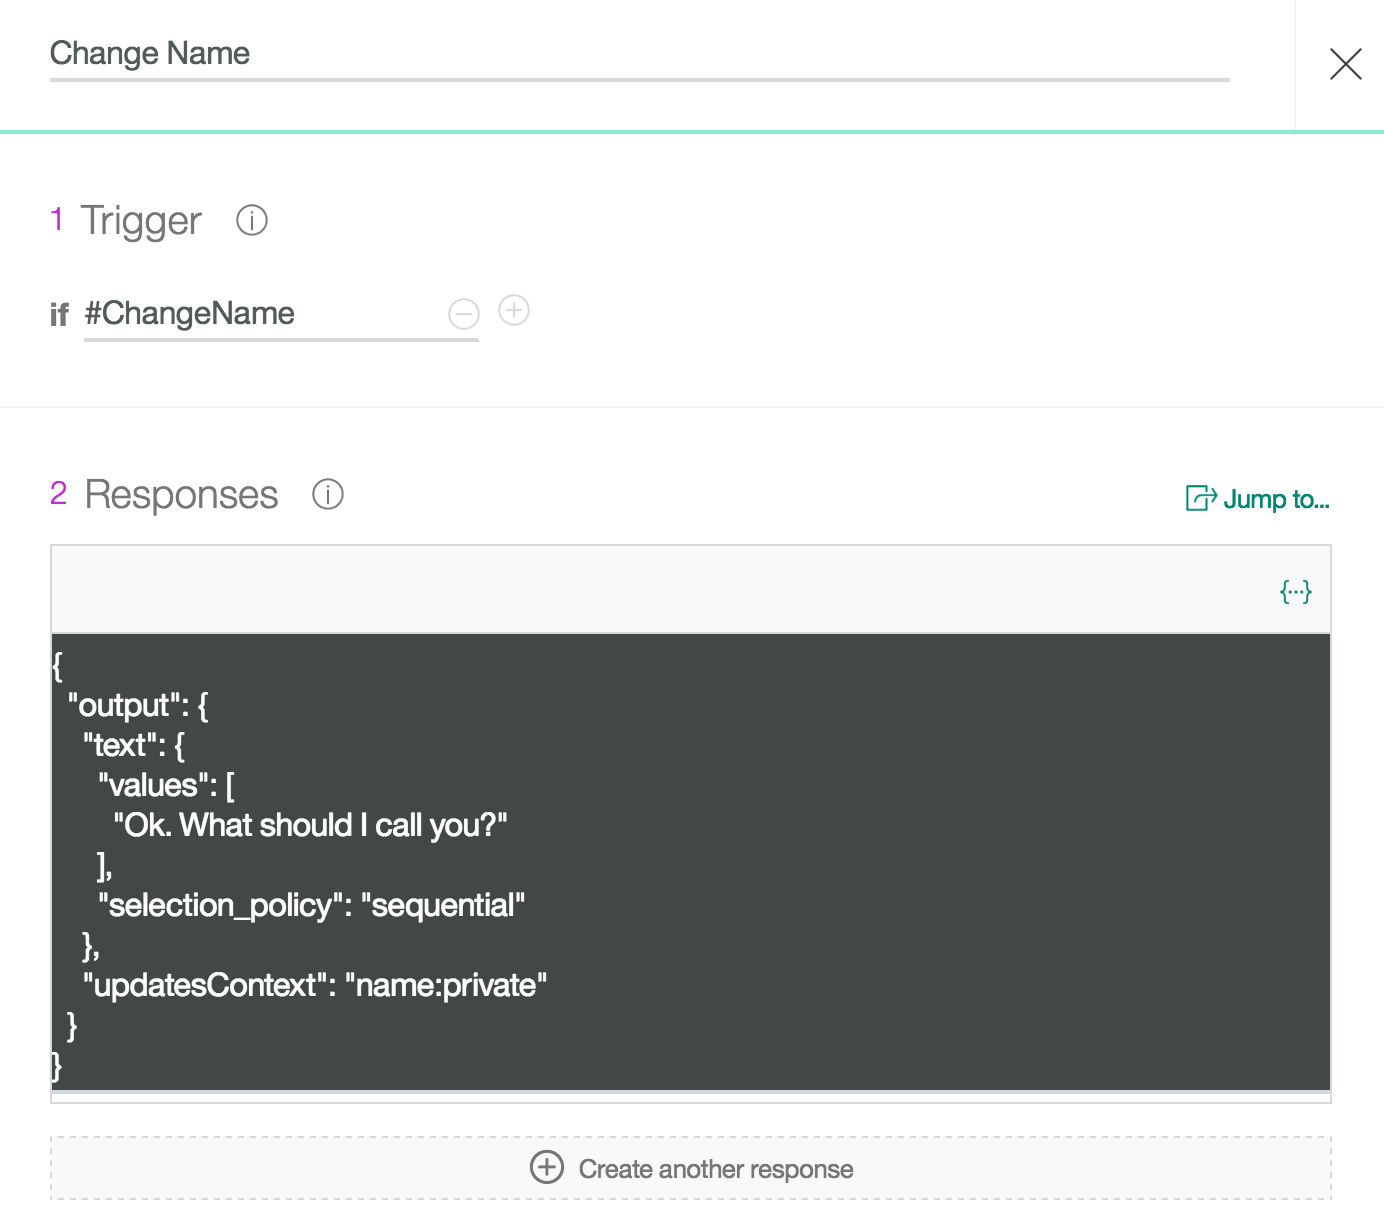 Change Name
1 Trigger
if #ChangeName
2 Responses
Jump to...
{...}
{
"output": {
"text": {
"values": [
"Ok. What should I call you?"
],
"selection_policy": "sequential"
},
"updatesContext": "name:private"
}
}
Create another response